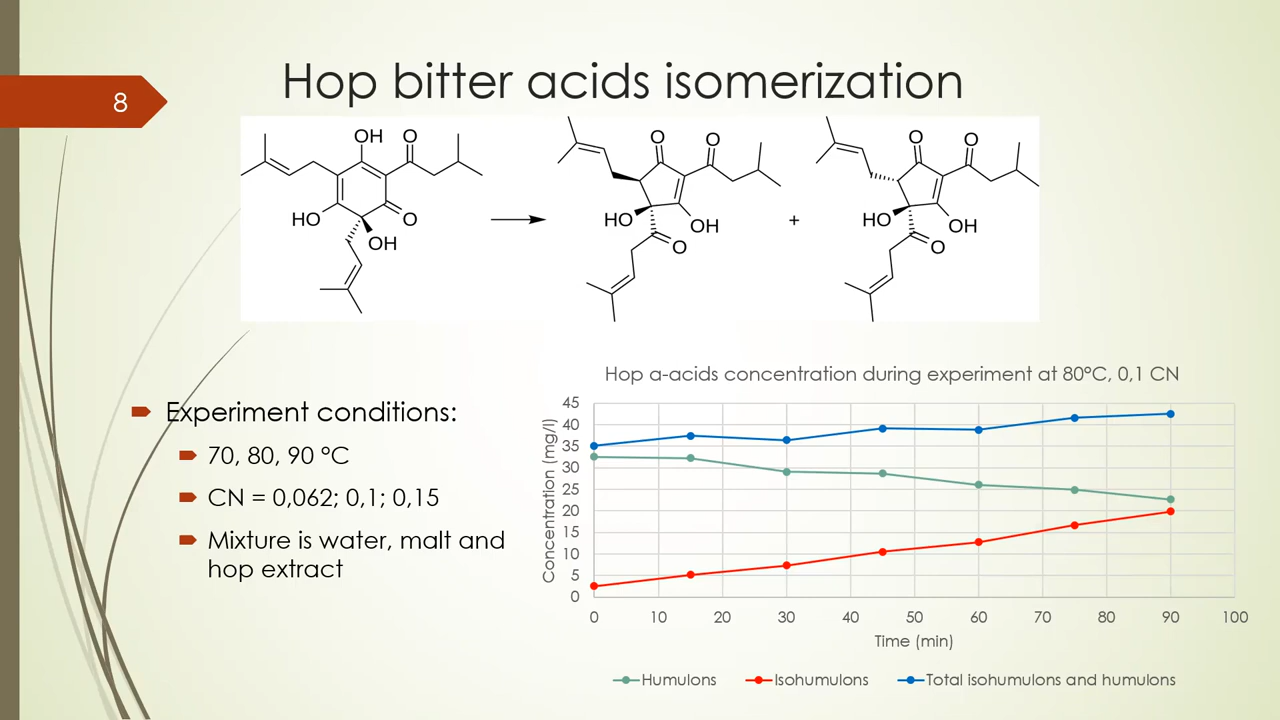 8
Hop bitter acids isomerization
OH O
HO O
OH
O O
HO OH
O
+
O O
HO OH
O
Experiment conditions:
70, 80, 90 °C
CN = 0,062; 0,1; 0,15
Mixture is water, malt and
hop extract
Hop a-acids concentration during experiment at 80°C, 0,1 CN
Concentration (mg/l)
45
40
35
30
25
20
15
10
5
0
0 10 20 30 40 50 60 70 80 90 100
Time (min)
Humulons Isohumulons Total isohumulons and humulons